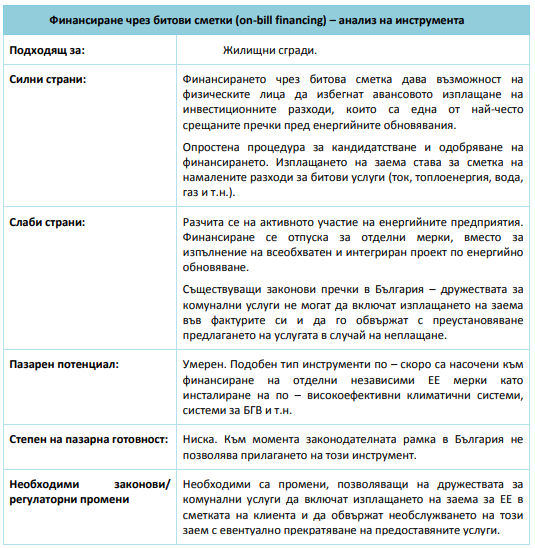 Финансиране чрез битови сметки (on-bill financing) – анализ на инструмента
Подходящ за:
Жилищни сгради.
Силни страни:
Финансирането чрез битова сметка дава възможност на
физическите лица да избегнат авансовото изплащане на
инвестиционните разходи, които са една от най-често
срещаните пречки пред енергийните обновявания.
Опростена процедура за кандидатстване и одобряване на
финансирането. Изплащането на заема става за сметка на
намалените разходи за битови услуги (ток, топлоенергия, вода,
газ и т.н.).
Слаби страни:
Разчита се на активното участие на енергийните предприятия.
Финансиране се отпуска за отделни мерки, вместо за
изпълнение на всеобхватен и интегриран проект по енергийно
обновяване.
Съществуващи законови пречки в България – дружествата за
комунални услуги не могат да включат изплащането на заема
във фактурите си и да го обвържат с преустановяване
предлагането на услугата в случай на неплащане.
Пазарен потенциал:
Умерен. Подобен тип инструменти по – скоро са насочени към
финансиране на отделни независими ЕЕ мерки като
инсталиране на по – високоефективни климатични системи,
системи за БГВ и т.н.
Степен на пазарна готовност:
Ниска. Към момента законодателната рамка в България не
позволява прилагането на този инструмент.
Необходими законови/
регулаторни промени
Необходими са промени, позволяващи на дружествата за
комунални услуги да включат изплащането на заема за ЕЕ в
сметката на клиента и да обвържат необслужването на този
заем с евентуално прекратяване на предоставяните услуги.